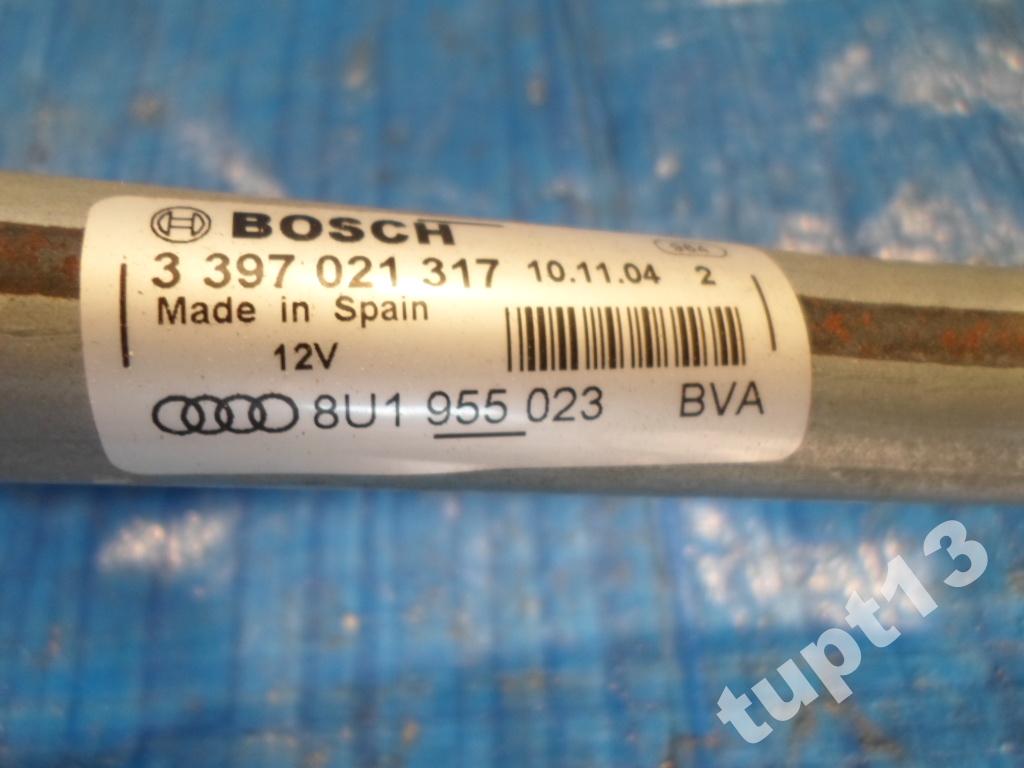 BOSCH
3 397 021 317 10.11.04 2
Made in Spain
12V
8U1 955 023 BVA
tupt13